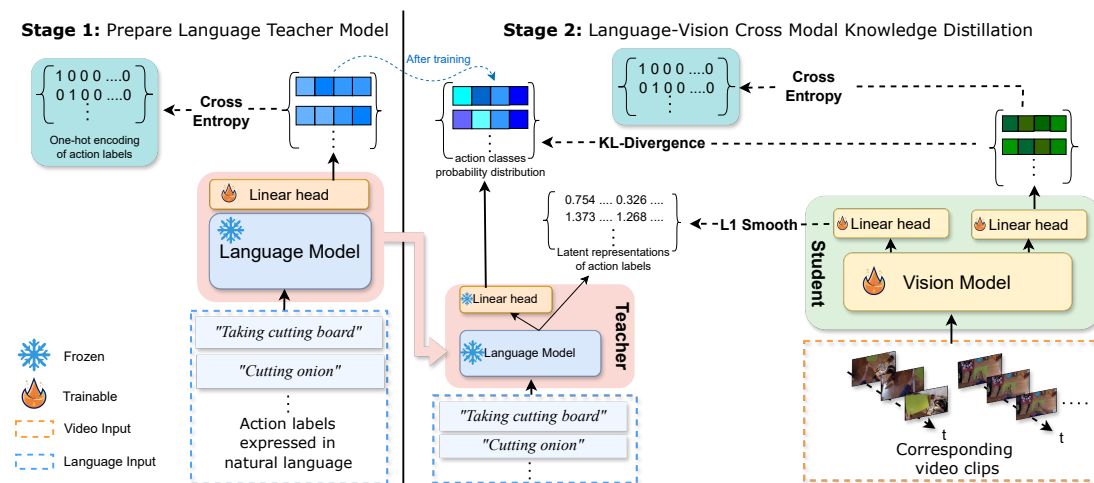 Stage 1: Prepare Language Teacher Model
1 0 0 0 ....0
0 1 0 0 ....0
One-hot encoding
of action labels
Cross
Entropy
Linear head
Language Model
"Taking cutting board"
"Cutting onion"
Action labels
expressed in
natural language
Frozen
Trainable
Video Input
Language Input
Stage 2: Language-Vision Cross Modal Knowledge Distillation
After training
action classes
probability distribution
1 0 0 0 ....0
0 1 0 0 ....0
Cross
Entropy
KL-Divergence
0.754 .... 0.326 ....
1.373 .... 1.268 ....
Latent representations
of action labels
L1 Smooth
Linear head
Language Model
Teacher
"Taking cutting board"
"Cutting onion"
Linear head
Linear head
Vision Model
Student
t
t
....
Corresponding
video clips